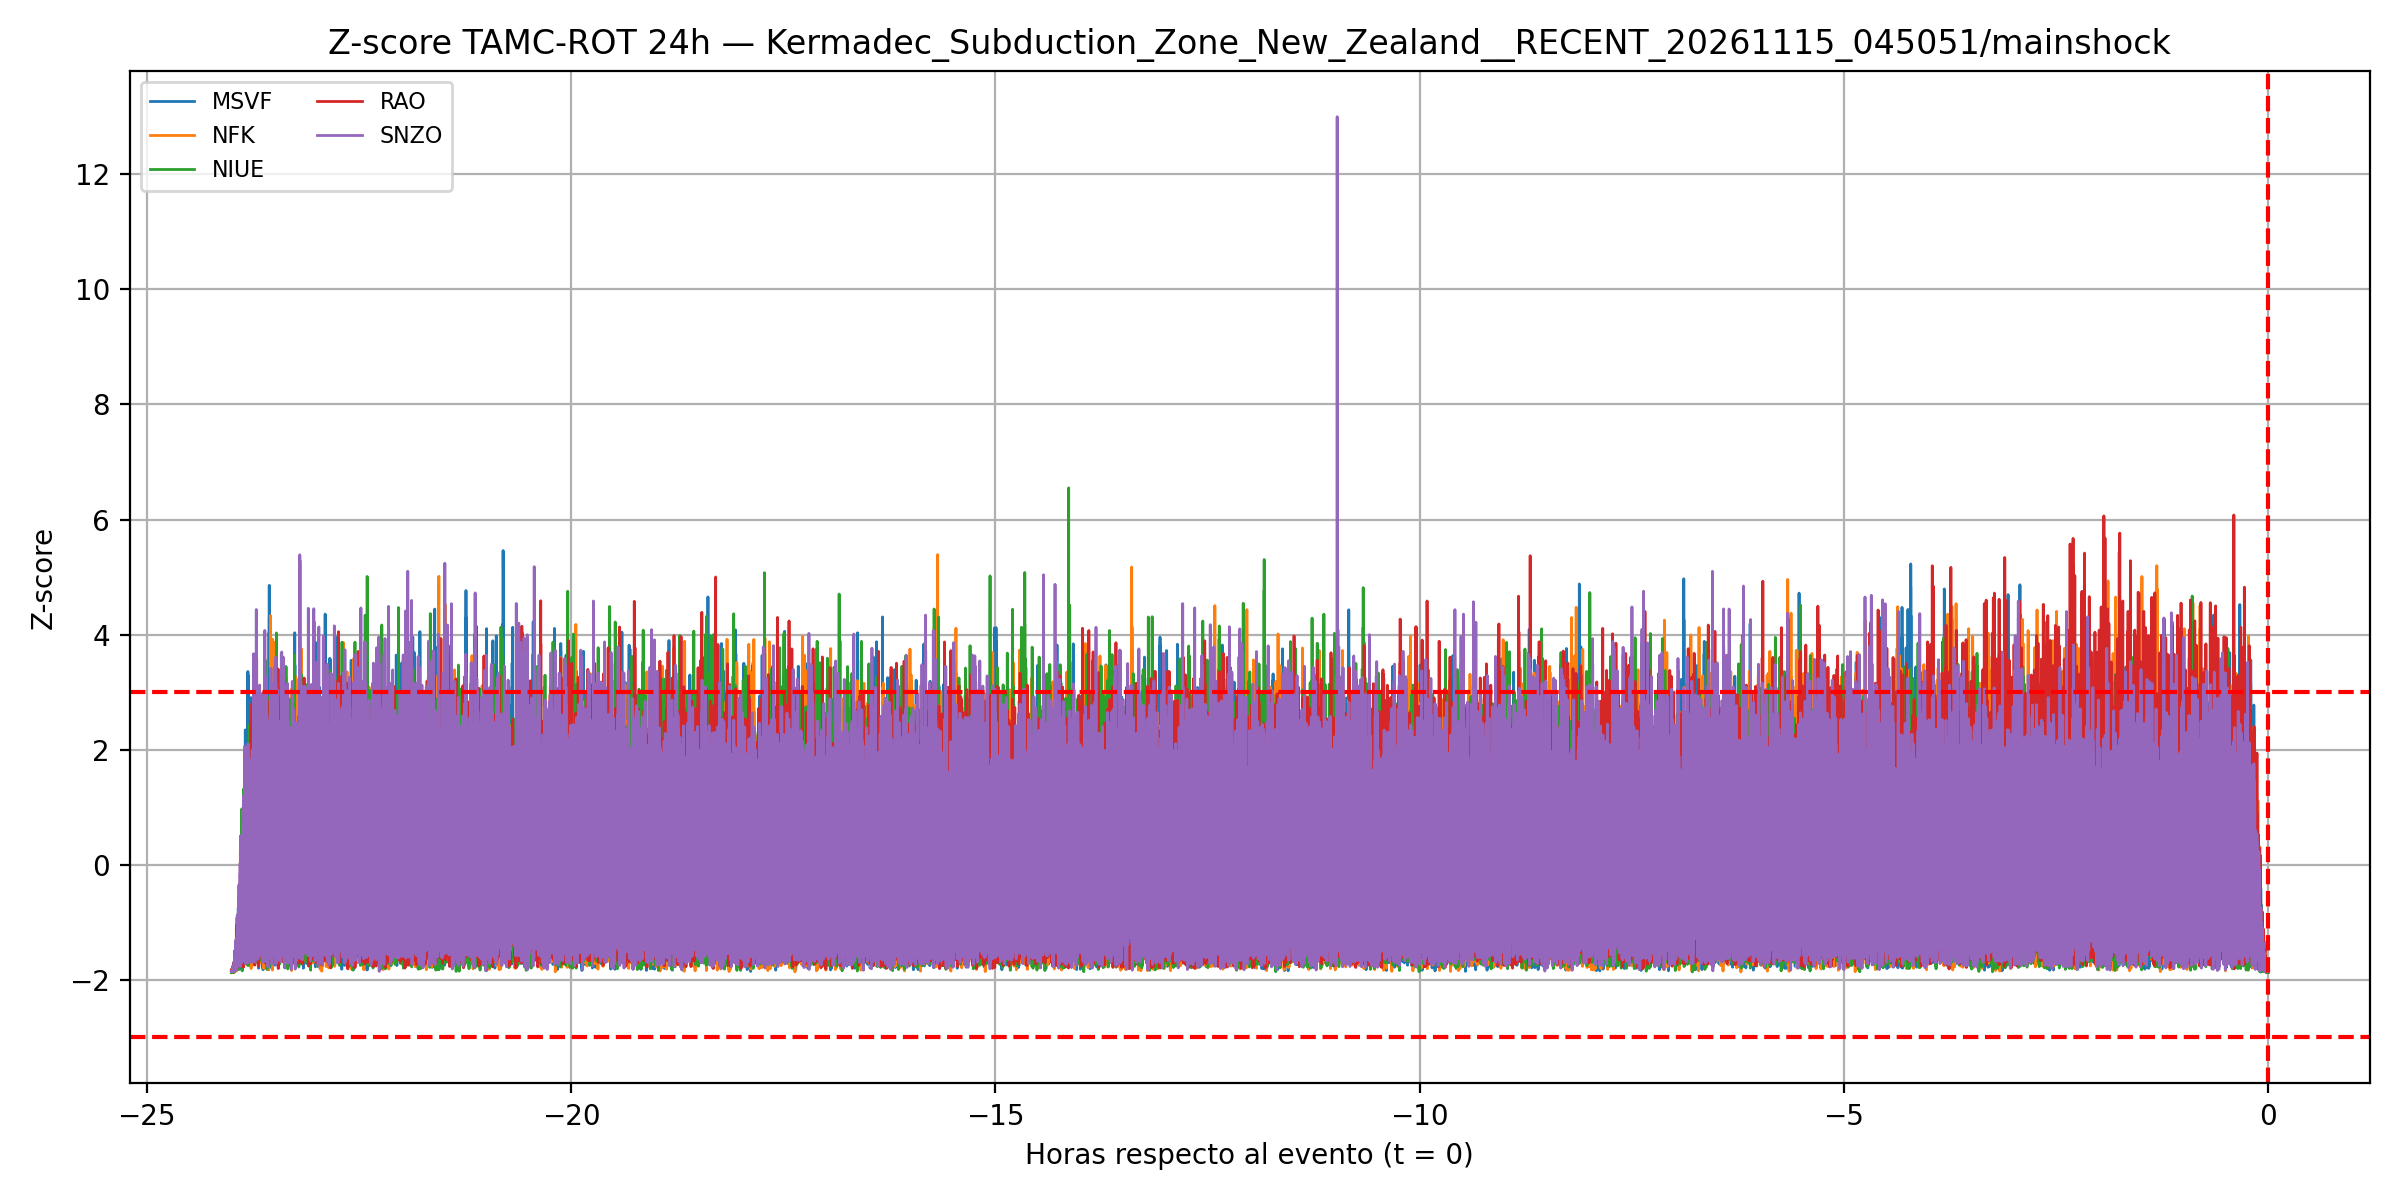 Z-score TAMC-ROT 24h — Kermadec_Subduction_Zone_New_Zealand__RECENT_20261115_045051/mainshock
MSVF
NFK
NIUE
RAO
SNZO
Z-score
12
10
8
6
4
2
0
−2
−25
−20
−15
−10
−5
0
Horas respecto al evento (t = 0)